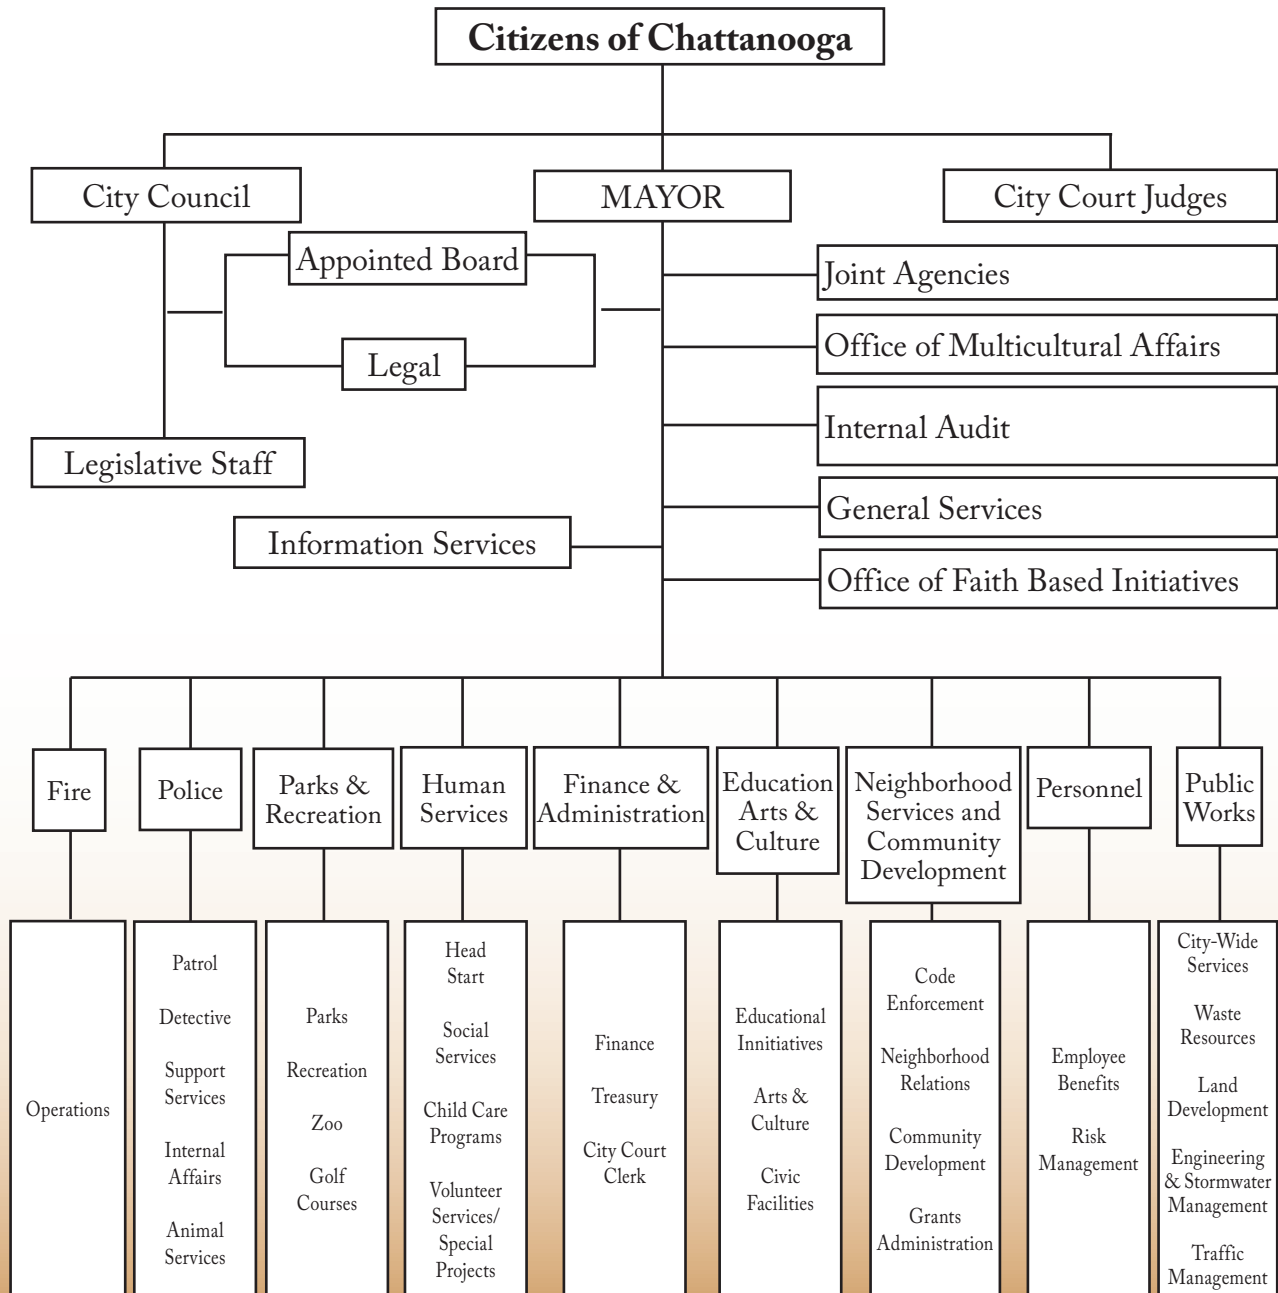 Citizens of Chattanooga
City Council
MAYOR
City Court Judges
Appointed Board
Legal
Legislative Staff
Information Services
Joint Agencies
Office of Multicultural Affairs
Internal Audit
General Services
Office of Faith Based Initiatives
Fire
Police
Parks &
Recreation
Human
Services
Finance &
Administration
Education
Arts &
Culture
Neighborhood
Services and
Community
Development
Personnel
Public
Works
Operations
Patrol
Detective
Support
Services
Internal
Affairs
Animal
Services
Parks
Recreation
Zoo
Golf
Courses
Head
Start
Social
Services
Child Care
Programs
Volunteer
Services/
Special
Projects
Finance
Treasury
City Court
Clerk
Educational
Innitiatives
Arts &
Culture
Civic
Facilities
Code
Enforcement
Neighborhood
Relations
Community
Development
Grants
Administration
Employee
Benefits
Risk
Management
City-Wide
Services
Waste
Resources
Land
Development
Engineering
& Stormwater
Management
Traffic
Management